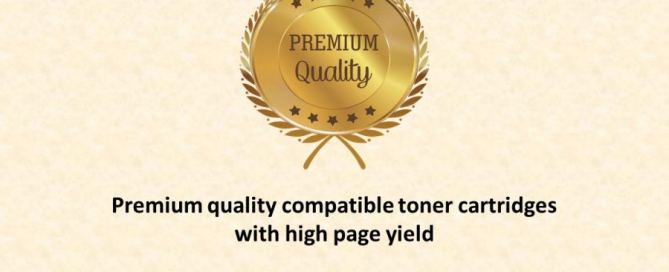 PREMIUM
Quality
Premium quality compatible toner cartridges
with high page yield